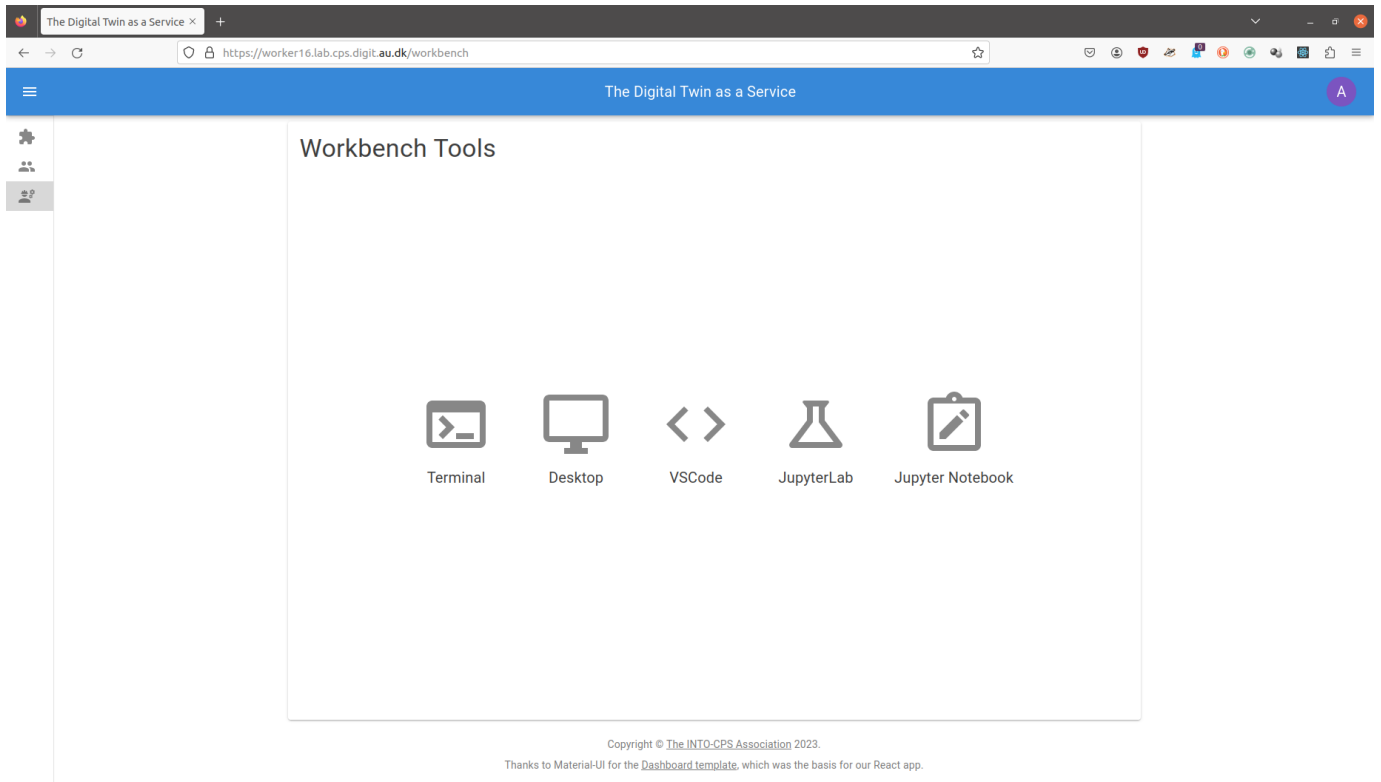 The Digital Twin as a Service
https://worker16.lab.cps.digit.au.dk/workbench
0
The Digital Twin as a Service
A
Workbench Tools
Terminal
Desktop
VSCode
JupyterLab
Jupyter Notebook
Copyright © The INTO-CPS Association 2023.
Thanks to Material-UI for the Dashboard template, which was the basis for our React app.